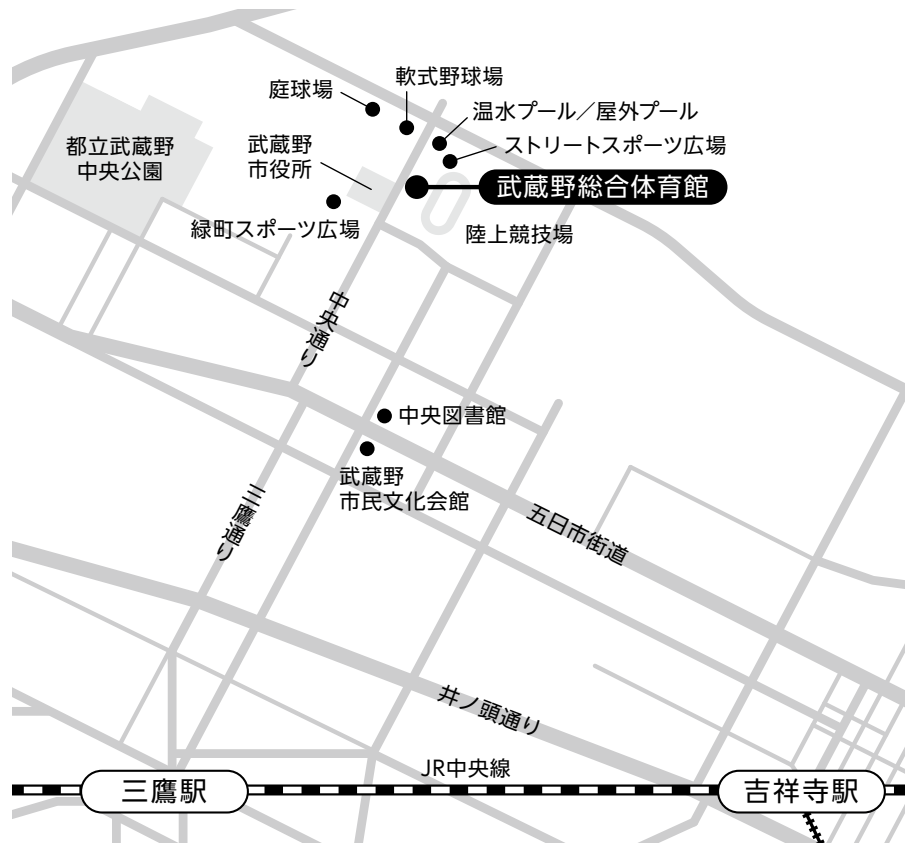 軟式野球場
庭球場
温水プール／屋外プール
ストリートスポーツ広場
都立武蔵野
中央公園
武蔵野
市役所
武蔵野総合体育館
緑町スポーツ広場
陸上競技場
中央通り
中央図書館
武蔵野
市民文化会館
三鷹通り
五日市街道
井ノ頭通り
JR中央線
三鷹駅
吉祥寺駅